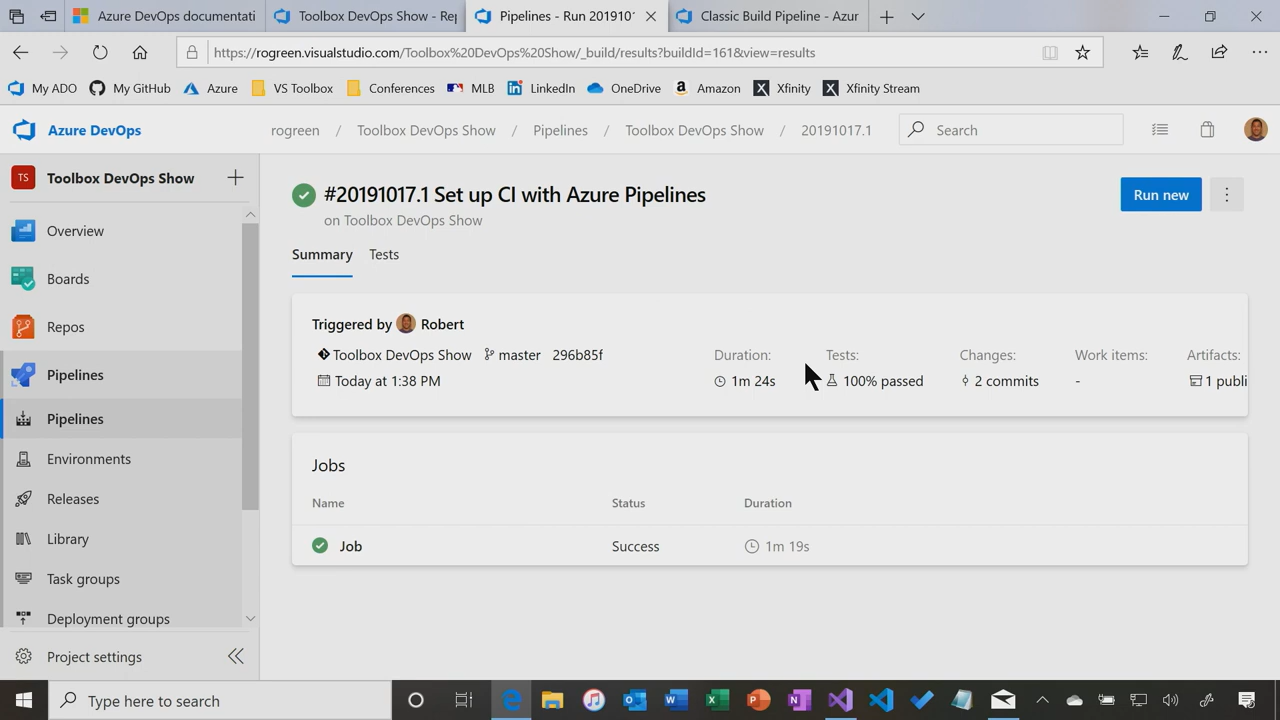 Azure DevOps documentati
Toolbox DevOps Show - Rep
Pipelines - Run 20191017
Classic Build Pipeline - Azur
https://rogreen.visualstudio.com/Toolbox%20DevOps%20Show/_build/results?buildId=161&view=results
My ADO
My GitHub
Azure
VS Toolbox
Conferences
MLB
LinkedIn
OneDrive
Amazon
Xfinity
Xfinity Stream
Azure DevOps
rogreen / Toolbox DevOps Show / Pipelines / Toolbox DevOps Show / 20191017.1
Search
TS Toolbox DevOps Show
Overview
Boards
Repos
Pipelines
Pipelines
Environments
Releases
Library
Task groups
Deployment groups
Project settings
#20191017.1 Set up CI with Azure Pipelines
on Toolbox DevOps Show
Run new
Summary Tests
Triggered by Robert
Toolbox DevOps Show master 296b85f
Today at 1:38 PM
Duration:
1m 24s
Tests:
100% passed
Changes:
2 commits
Work items:
-
Artifacts:
1 publi
Jobs
Name Status Duration
Job Success 1m 19s
Type here to search